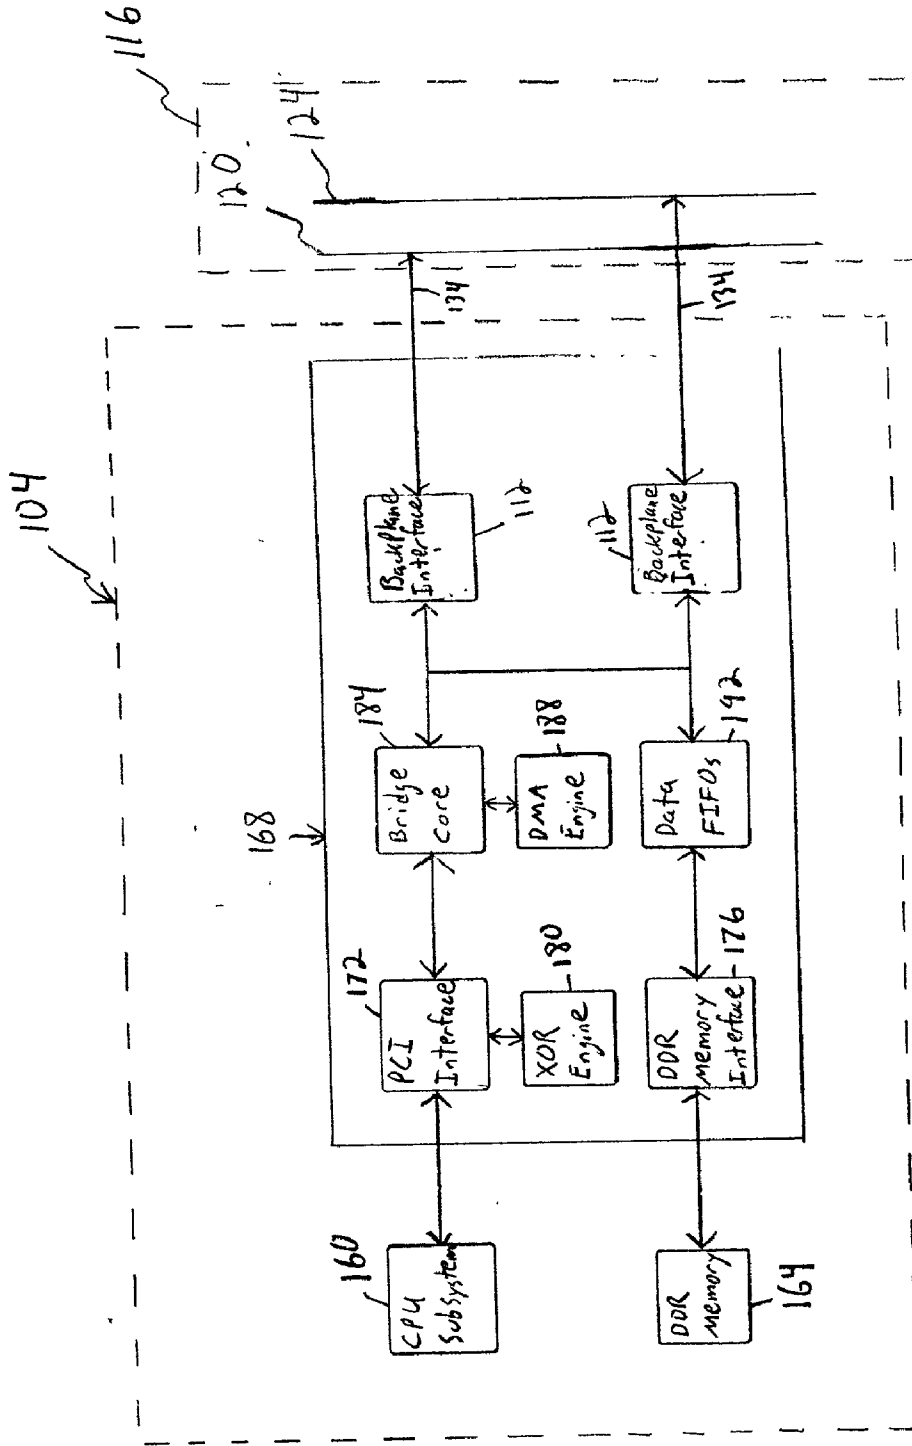 104
116
168
120
124
160
CPU
Subsystem
172
PCI
Interface
184
Bridge
Core
Backplane
Interface
112
134
XOR
Engine
180
DMA
Engine
188
DDR
Memory
164
DDR
Memory
Interface
176
Data
FIFOs
192
112
Backplane
Interface
134